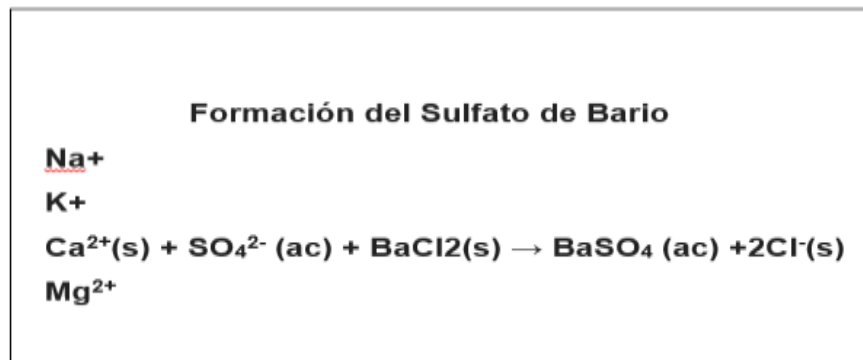 Formación del Sulfato de Bario
Na+
K+
Ca²⁺(s) + SO₄²⁻ (ac) + BaCl2(s) → BaSO₄ (ac) +2Cl⁻(s)
Mg²⁺